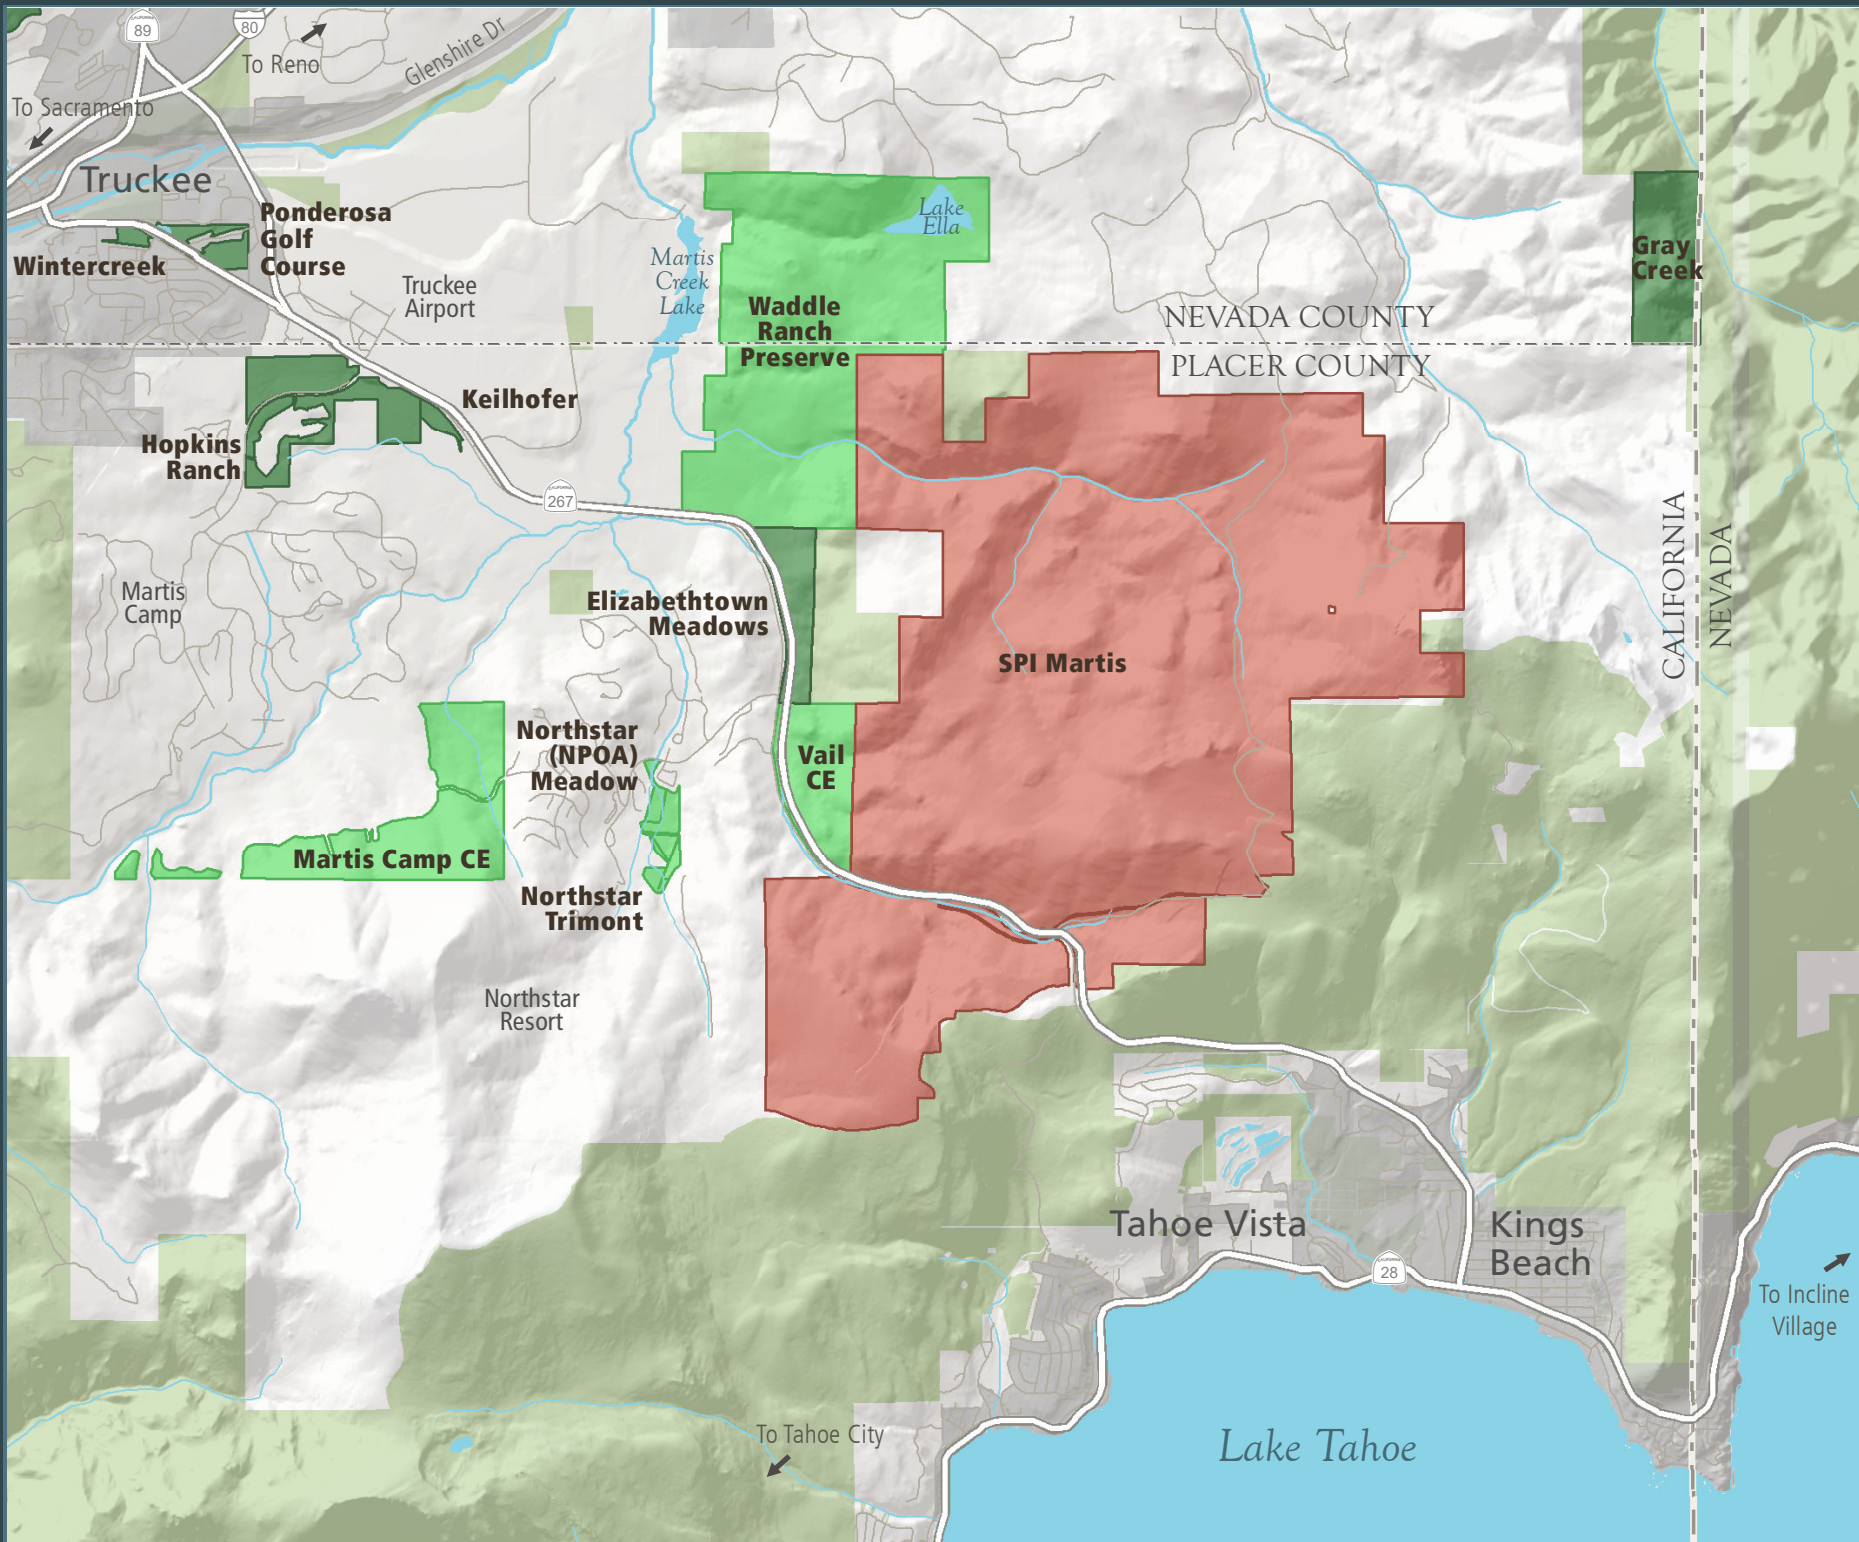 89
80
To Reno
Glenshire Dr
To Sacramento
Truckee
Ponderosa
Golf
Course
Wintercreek
Truckee
Airport
Martis
Creek
Lake
Lake
Ella
Waddle
Ranch
Preserve
Gray
Creek
NEVADA COUNTY
PLACER COUNTY
Keilhofer
Hopkins
Ranch
CALIFORNIA
267
CALIFORNIA
NEVADA
Martis
Camp
Elizabethtown
Meadows
SPI Martis
Northstar
(NPOA)
Meadow
Vail
CE
Martis Camp CE
Northstar
Trimont
Northstar
Resort
Tahoe Vista
Kings
Beach
CALIFORNIA
28
To Incline
Village
To Tahoe City
Lake Tahoe